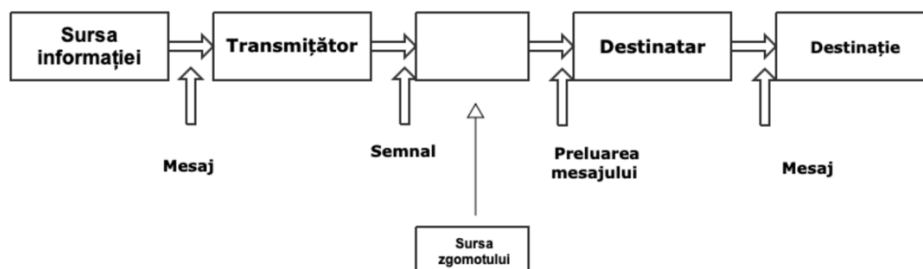 Sursa
informației
Transmițător
Destinatar
Destinație
Mesaj
Semnal
Preluarea
mesajului
Mesaj
Sursa
zgomotului